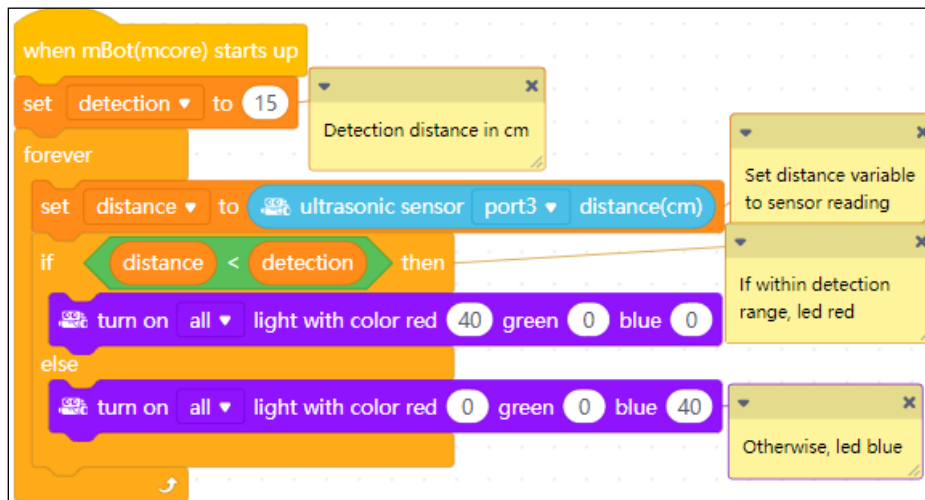 when mBot(mcore) starts up
set detection to 15
Detection distance in cm
forever
set distance to ultrasonic sensor port3 distance(cm)
Set distance variable
to sensor reading
if distance < detection then
If within detection
range, led red
turn on all light with color red 40 green 0 blue 0
else
turn on all light with color red 0 green 0 blue 40
Otherwise, led blue